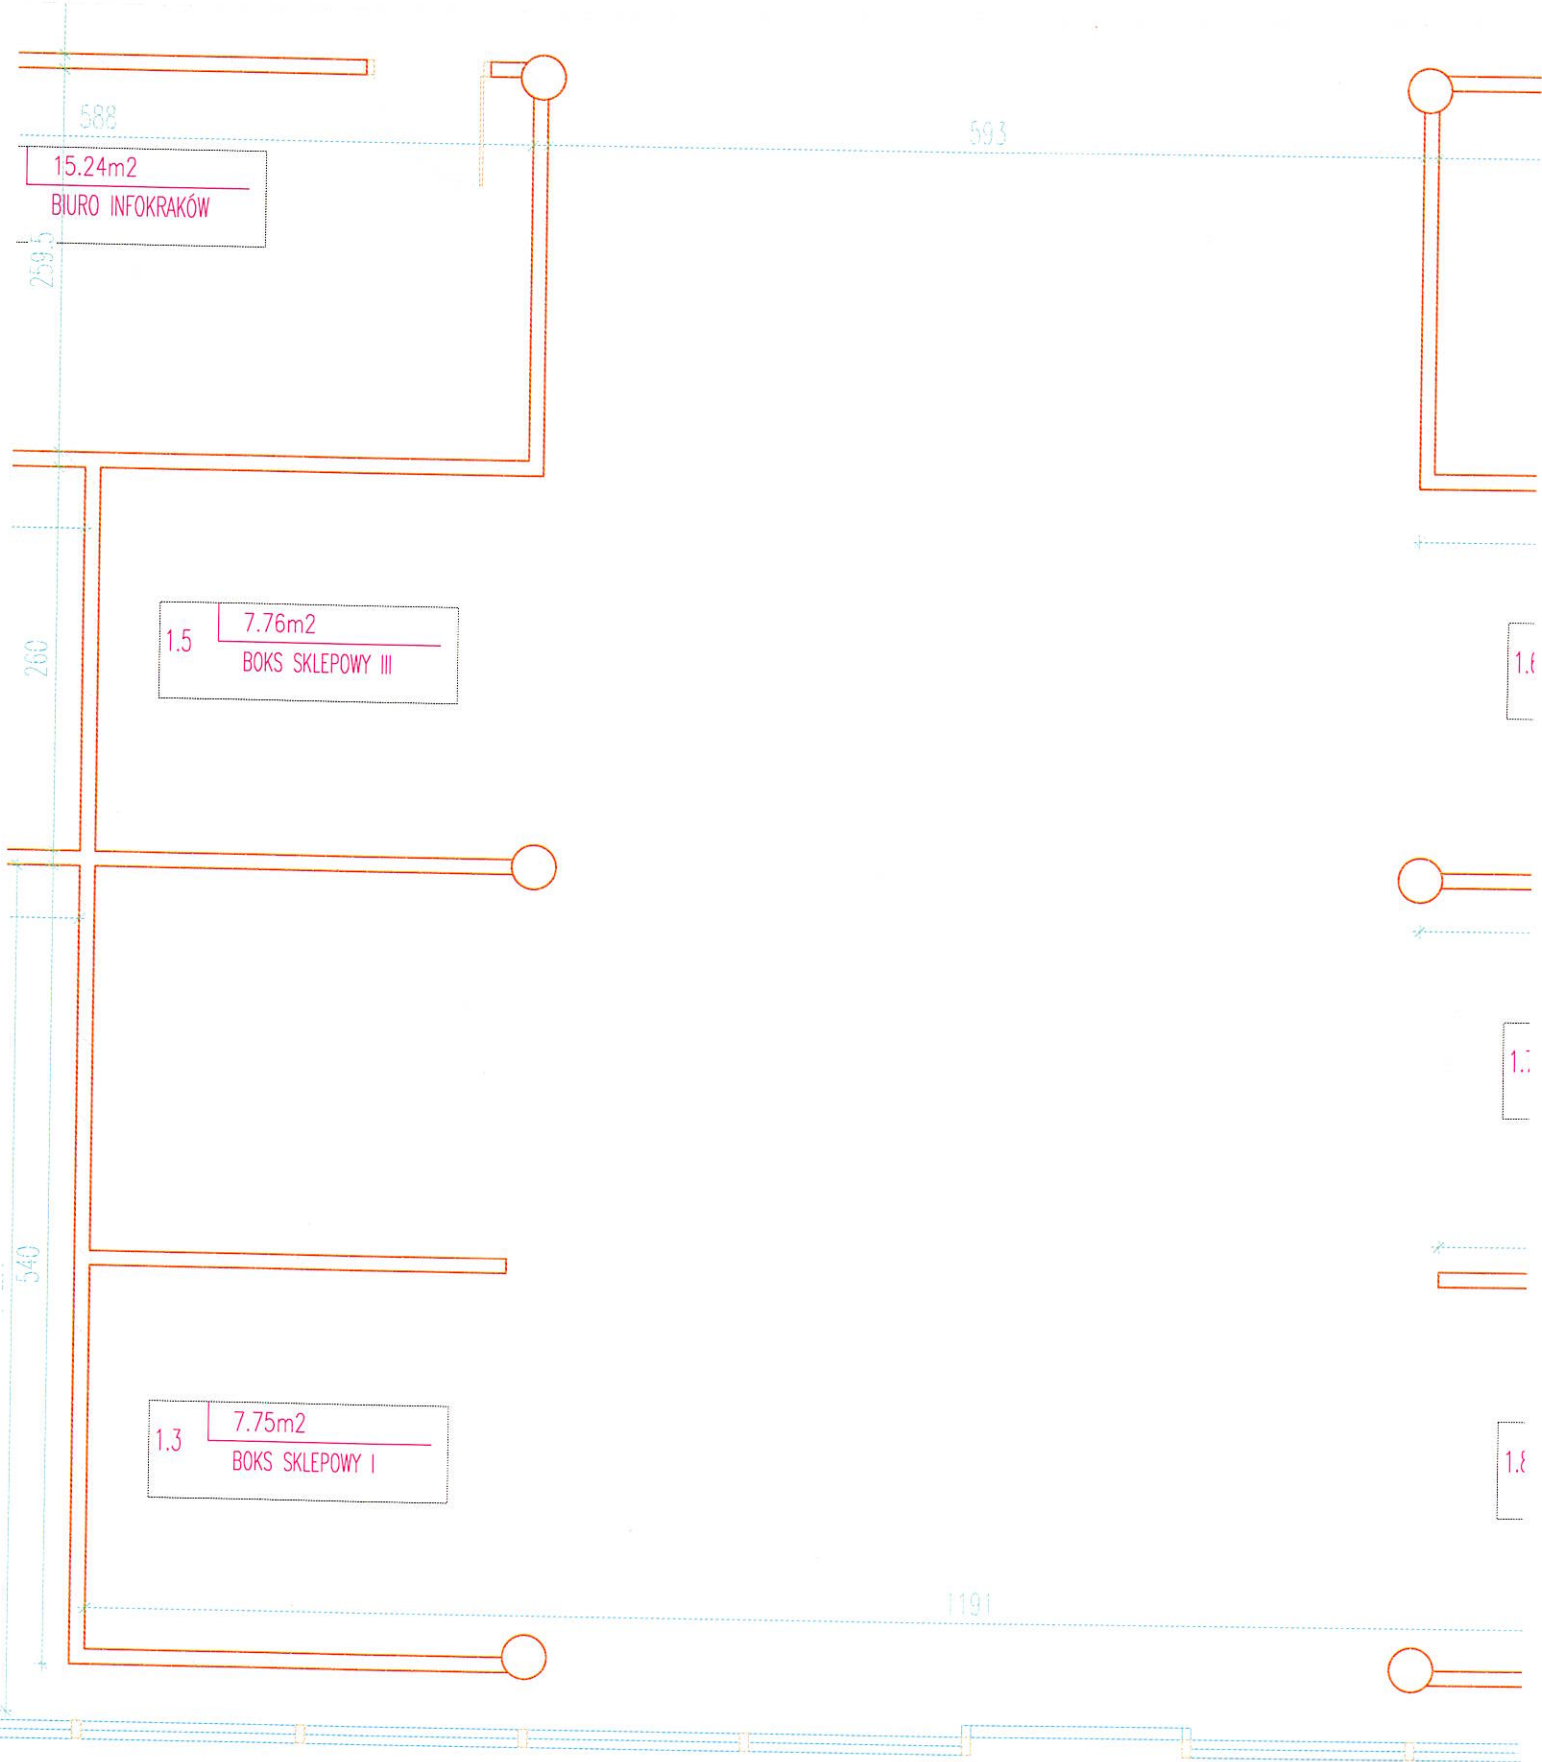 588
593
15.24m2
BIURO INFOKRAKÓW
259.5
7.76m2
1.5
BOKS SKLEPOWY III
260
540
7.75m2
1.3
BOKS SKLEPOWY I
1191